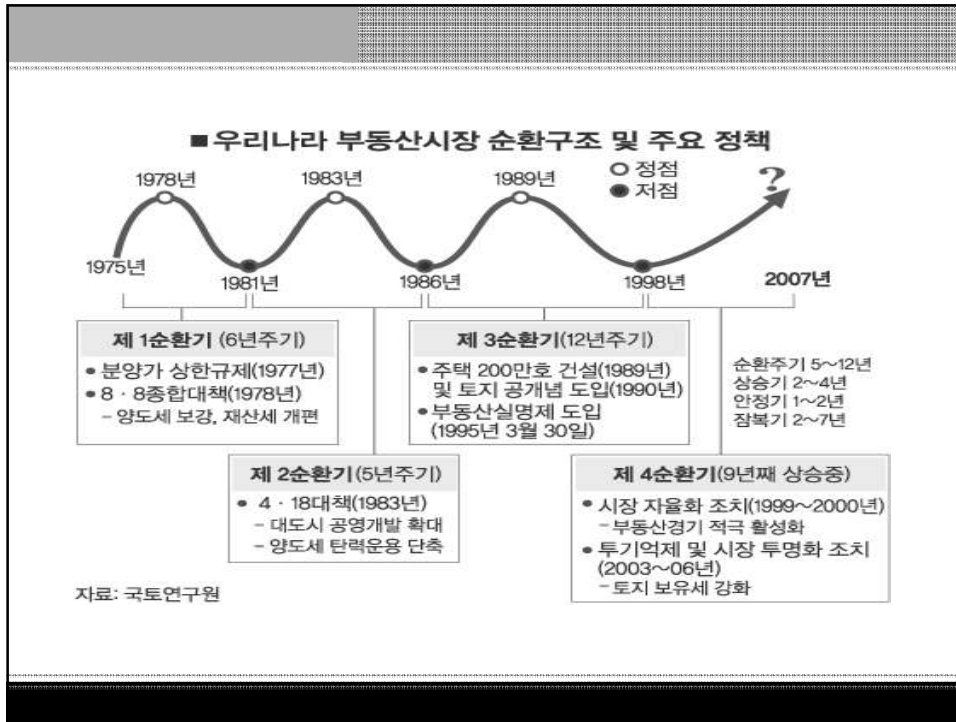 ■우리나라 부동산시장 순환구조 및 주요 정책
○ 정점
● 저점
1978년
1983년
1989년
?
1975년
1981년
1986년
1998년
2007년
제 1순환기 (6년주기)
● 분양가 상한규제(1977년)
● 8 · 8종합대책(1978년)
– 양도세 보강, 재산세 개편
제 2순환기 (5년주기)
● 4 · 18대책(1983년)
– 대도시 공영개발 확대
– 양도세 탄력운용 단축
제 3순환기(12년주기)
● 주택 200만호 건설(1989년)
및 토지 공개념 도입(1990년)
● 부동산실명제 도입
(1995년 3월 30일)
순환주기 5~12년
상승기 2~4년
안정기 1~2년
잠복기 2~7년
제 4순환기(9년째 상승중)
● 시장 자율화 조치(1999~2000년)
–부동산경기 적극 활성화
● 투기억제 및 시장 투명화 조치
(2003~06년)
–토지 보유세 강화
자료: 국토연구원